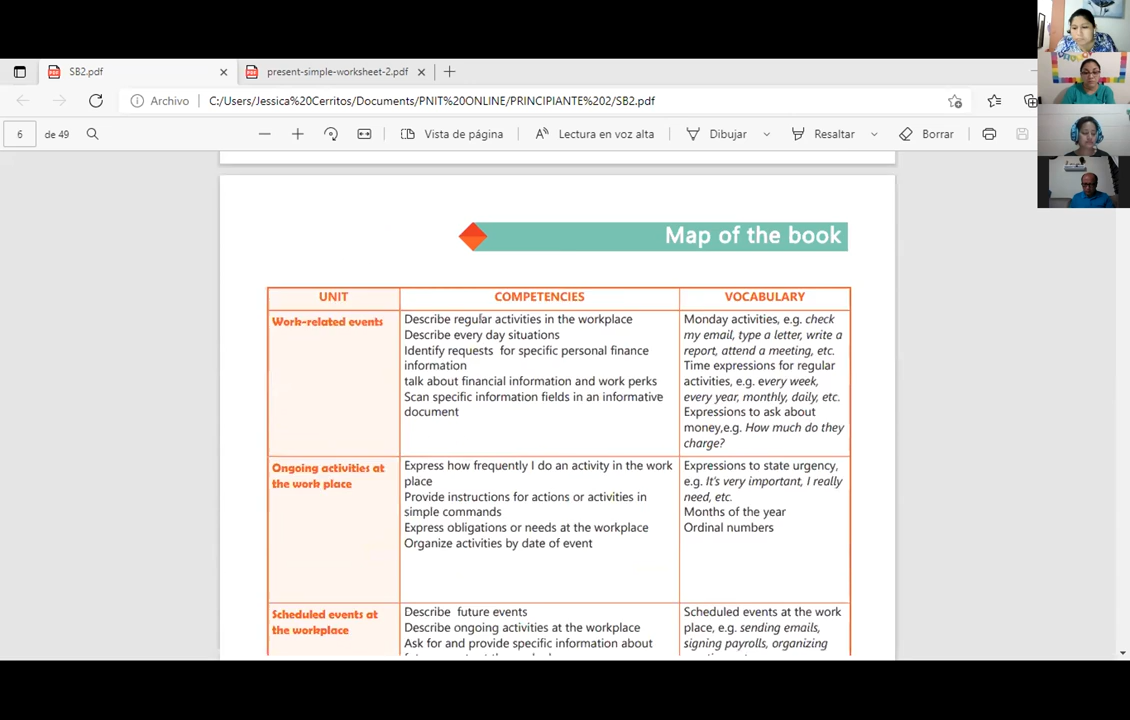 SB2.pdf
present-simple-worksheet-2.pdf
Archivo
C:/Users/Jessica%20Cerritos/Documents/PNIT%20ONLINE/PRINCIPIANTE%202/SB2.pdf
6
de 49
Vista de página
Lectura en voz alta
Dibujar
Resaltar
Borrar
Map of the book
UNIT
COMPETENCIES
VOCABULARY
Work-related events
Describe regular activities in the workplace
Describe every day situations
Identify requests for specific personal finance
information
talk about financial information and work perks
Scan specific information fields in an informative
document
Monday activities, e.g. check
my email, type a letter, write a
report, attend a meeting, etc.
Time expressions for regular
activities, e.g. every week,
every year, monthly, daily, etc.
Expressions to ask about
money,e.g. How much do they
charge?
Ongoing activities at
the work place
Express how frequently I do an activity in the work
place
Provide instructions for actions or activities in
simple commands
Express obligations or needs at the workplace
Organize activities by date of event
Expressions to state urgency,
e.g. It's very important, I really
need, etc.
Months of the year
Ordinal numbers
Scheduled events at
the workplace
Describe future events
Describe ongoing activities at the workplace
Ask for and provide specific information about
Scheduled events at the work
place, e.g. sending emails,
signing payrolls, organizing